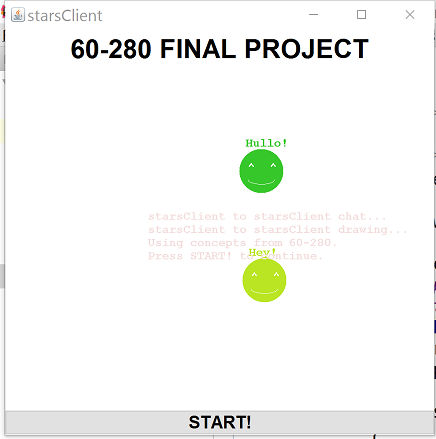 starsClient
60-280 FINAL PROJECT
Hullo!
starsClient to starsClient chat...
starsClient to starsClient drawing...
Using concepts from 60-280.
Hey!
Press START! to continue.
START!